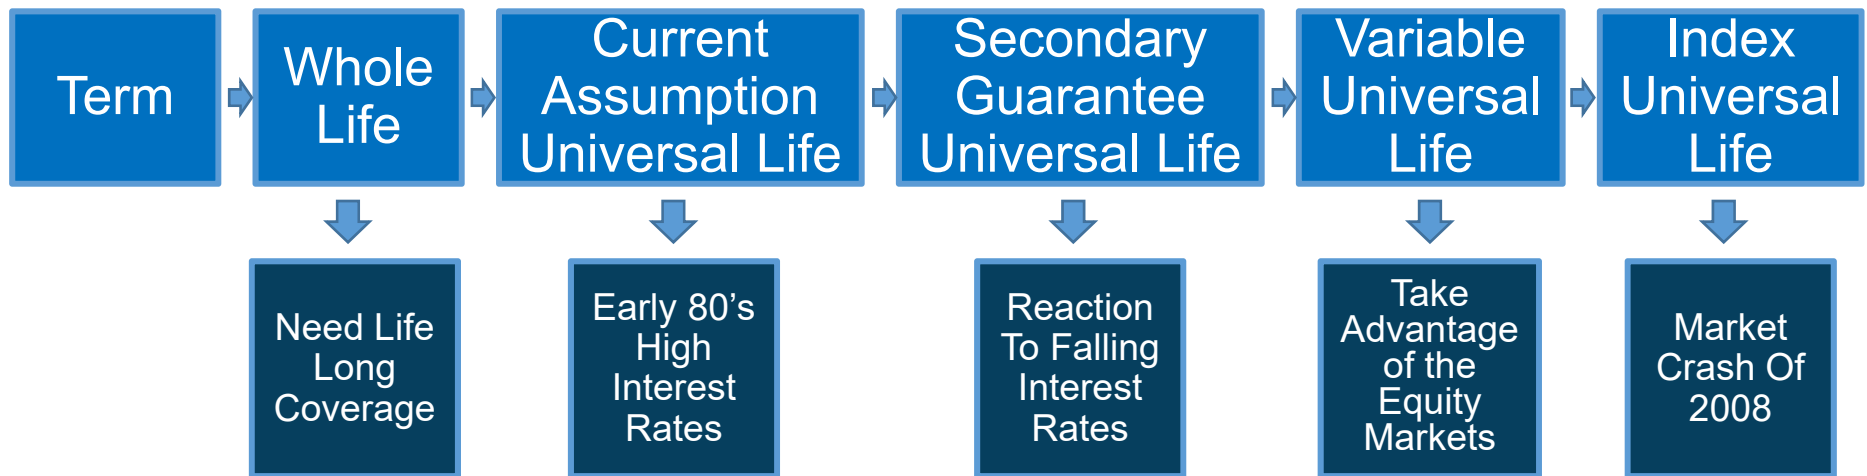 Term
Whole
Life
Current
Assumption
Universal Life
Secondary
Guarantee
Universal Life
Variable
Universal
Life
Index
Universal
Life
Need Life
Long
Coverage
Early 80’s
High
Interest
Rates
Reaction
To Falling
Interest
Rates
Take
Advantage
of the
Equity
Markets
Market
Crash Of
2008